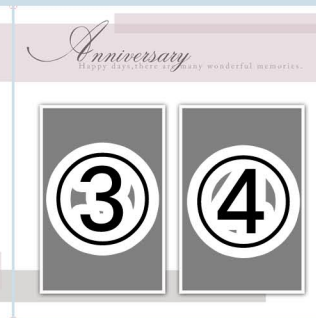 Anniversary
Happy days,there are many wonderful memories.
③ ④